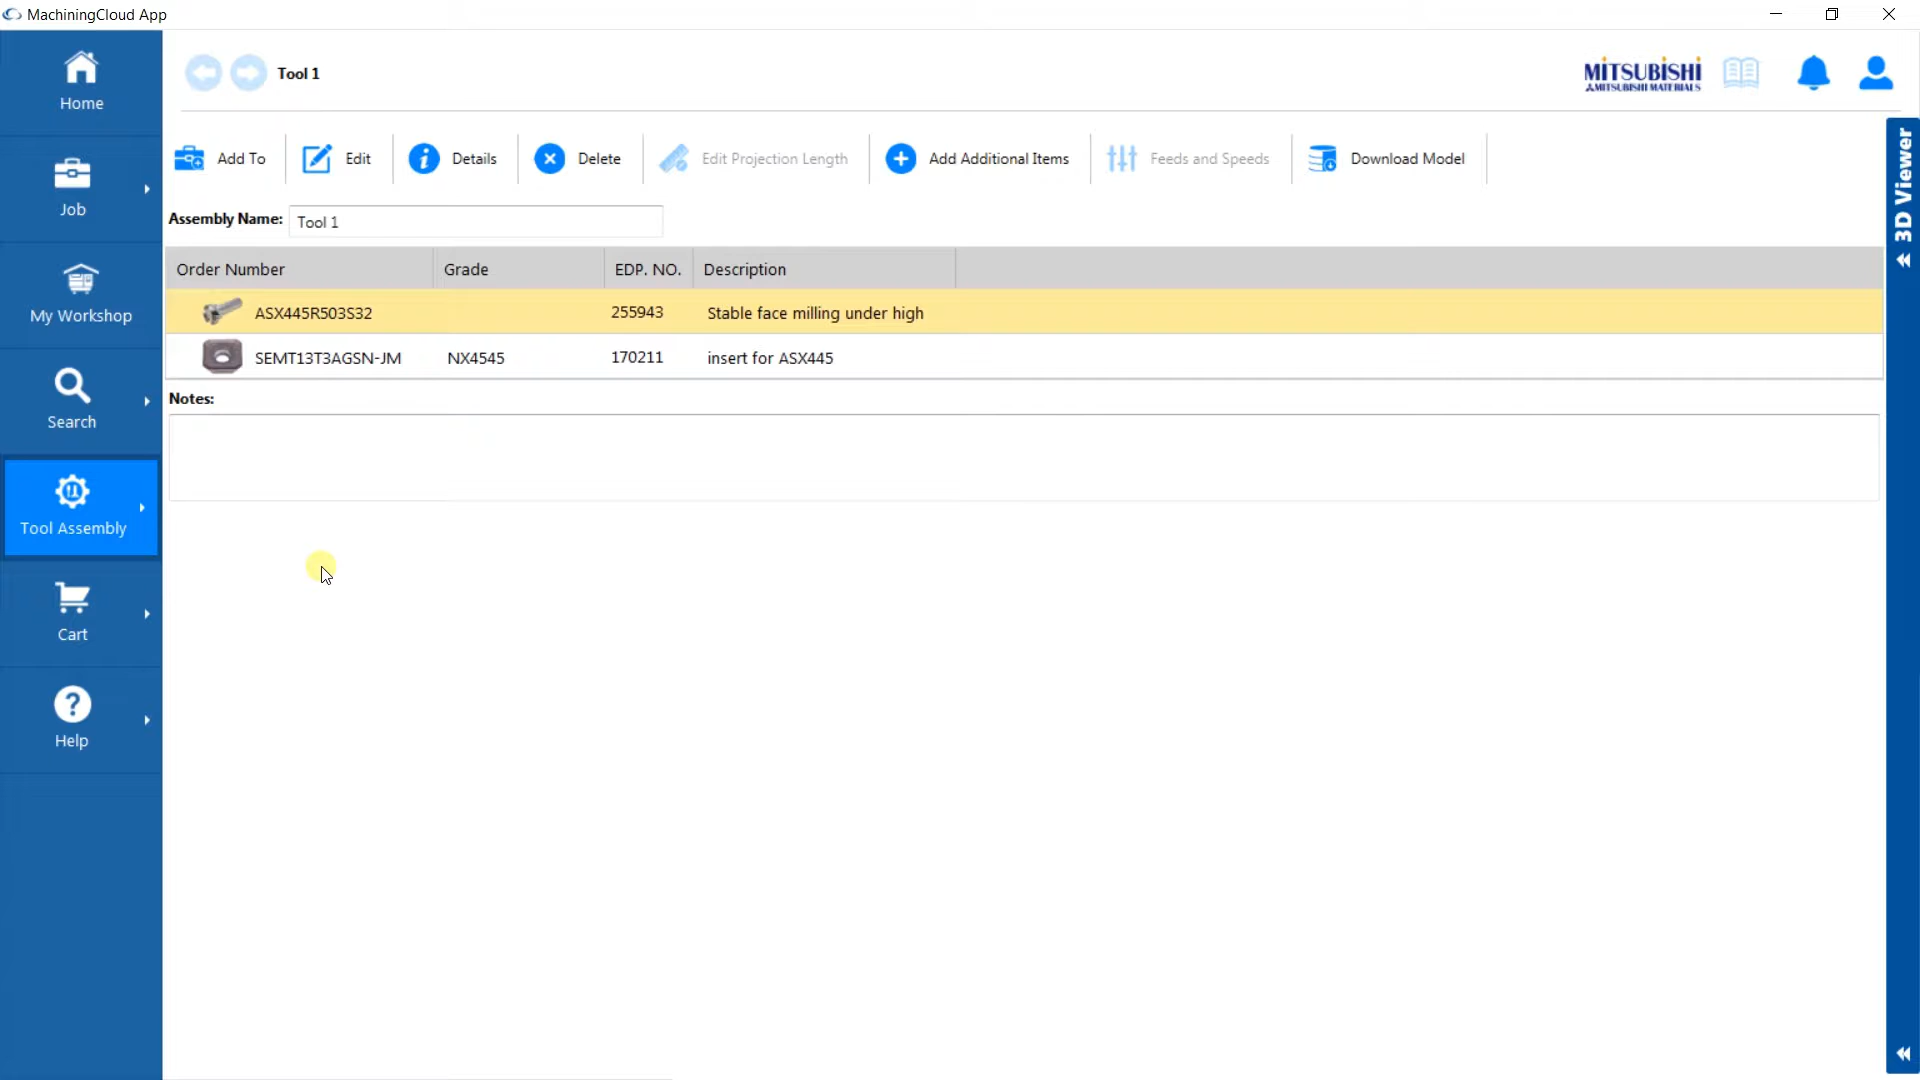 MachiningCloud App
Home
Job
My Workshop
Search
Tool Assembly
Cart
Help
Tool 1
MITSUBISHI
MITSUBISHI MATERIALS
Add To
Edit
Details
Delete
Edit Projection Length
Add Additional Items
Feeds and Speeds
Download Model
Assembly Name: Tool 1
Order Number Grade EDP. NO. Description
ASX445R503S32 255943 Stable face milling under high
SEMT13T3AGSN-JM NX4545 170211 insert for ASX445
Notes:
3D Viewer